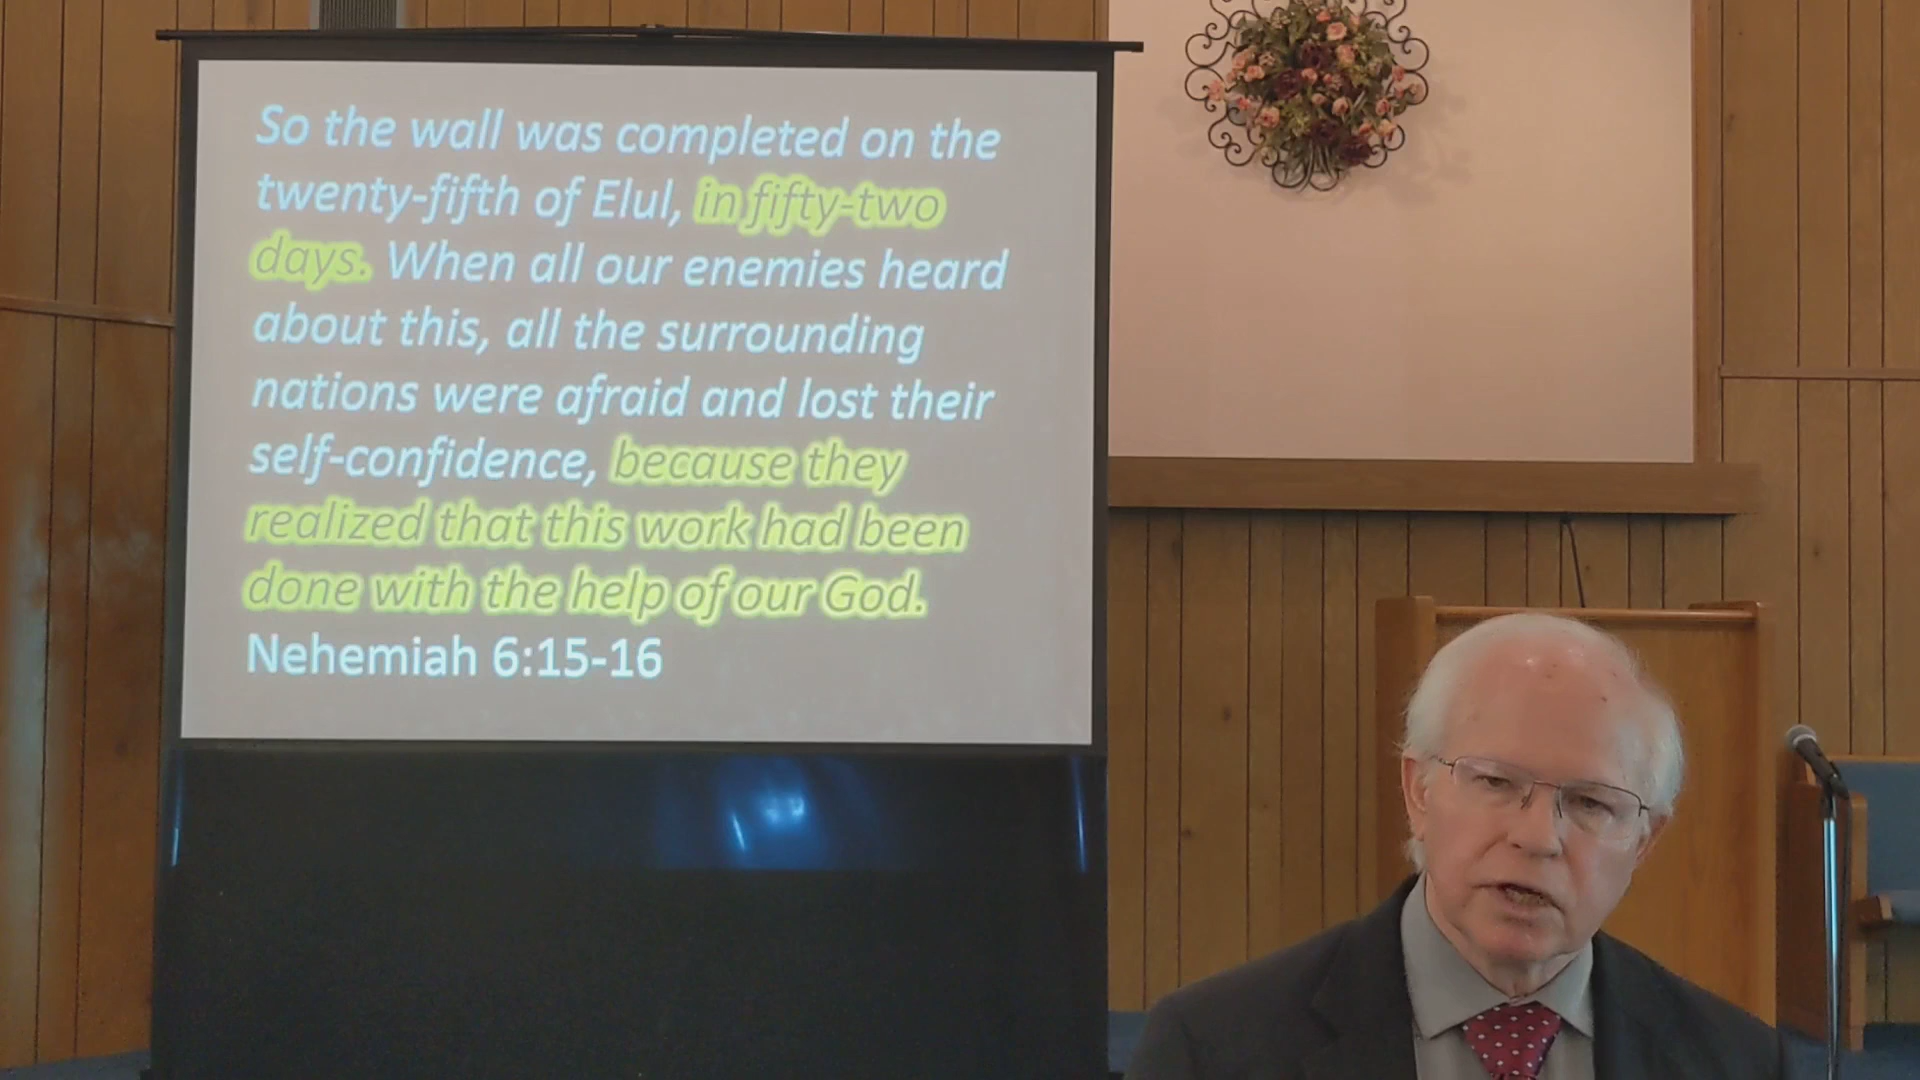 So the wall was completed on the
twenty-fifth of Elul, in fifty-two
days. When all our enemies heard
about this, all the surrounding
nations were afraid and lost their
self-confidence, because they
realized that this work had been
done with the help of our God.
Nehemiah 6:15-16